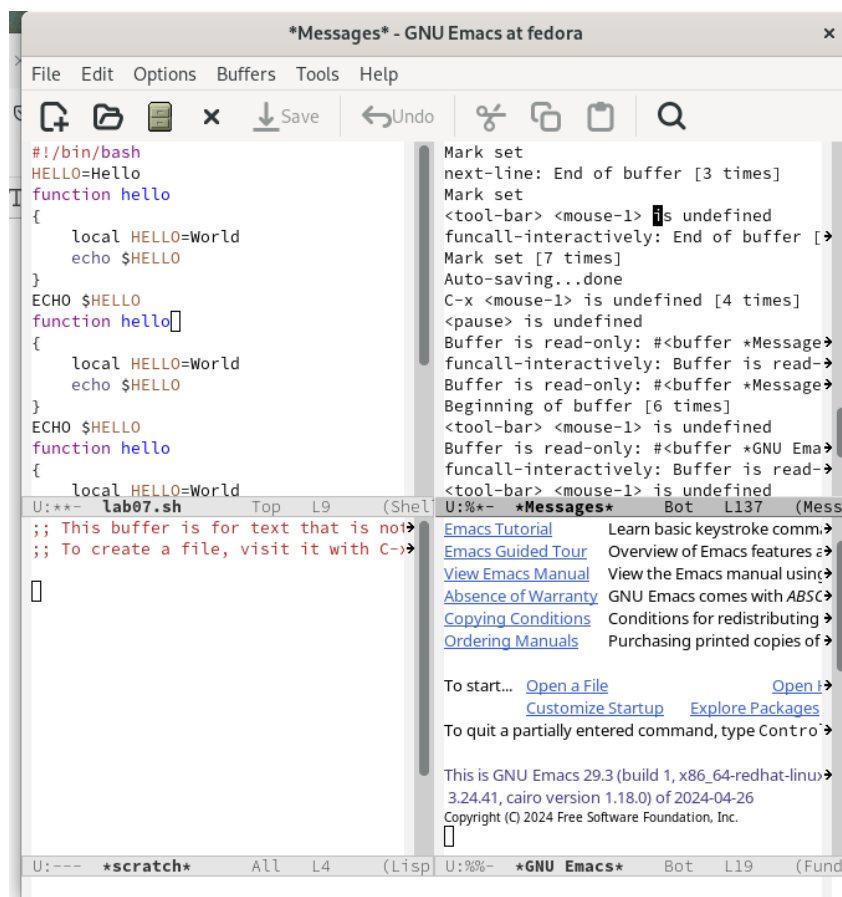 *Messages* - GNU Emacs at fedora
File Edit Options Buffers Tools Help
Save Undo
#!/bin/bash
HELLO=Hello
function hello
{
    local HELLO=World
    echo $HELLO
}
ECHO $HELLO
function hello
{
    local HELLO=World
    echo $HELLO
}
ECHO $HELLO
function hello
{
    local HELLO=World
U:**-  lab07.sh       Top   L9     (Shel
Mark set
next-line: End of buffer [3 times]
Mark set
<tool-bar> <mouse-1> is undefined
funcall-interactively: End of buffer [
Mark set [7 times]
Auto-saving...done
C-x <mouse-1> is undefined [4 times]
<pause> is undefined
Buffer is read-only: #<buffer *Message
funcall-interactively: Buffer is read-
Buffer is read-only: #<buffer *Message
Beginning of buffer [6 times]
<tool-bar> <mouse-1> is undefined
Buffer is read-only: #<buffer *GNU Ema
funcall-interactively: Buffer is read-
<tool-bar> <mouse-1> is undefined
U:%*-  *Messages*     Bot   L137   (Mess
;; This buffer is for text that is not
;; To create a file, visit it with C-x
U:---  *scratch*      All   L4     (Lisp
Emacs Tutorial Learn basic keystroke comm
Emacs Guided Tour Overview of Emacs features a
View Emacs Manual View the Emacs manual using
Absence of Warranty GNU Emacs comes with ABSO
Copying Conditions Conditions for redistributing
Ordering Manuals Purchasing printed copies of
To start... Open a File Open H
Customize Startup Explore Packages
To quit a partially entered command, type Contro
This is GNU Emacs 29.3 (build 1, x86_64-redhat-linux
3.24.41, cairo version 1.18.0) of 2024-04-26
Copyright (C) 2024 Free Software Foundation, Inc.
U:%%-  *GNU Emacs*    Bot   L19    (Fund